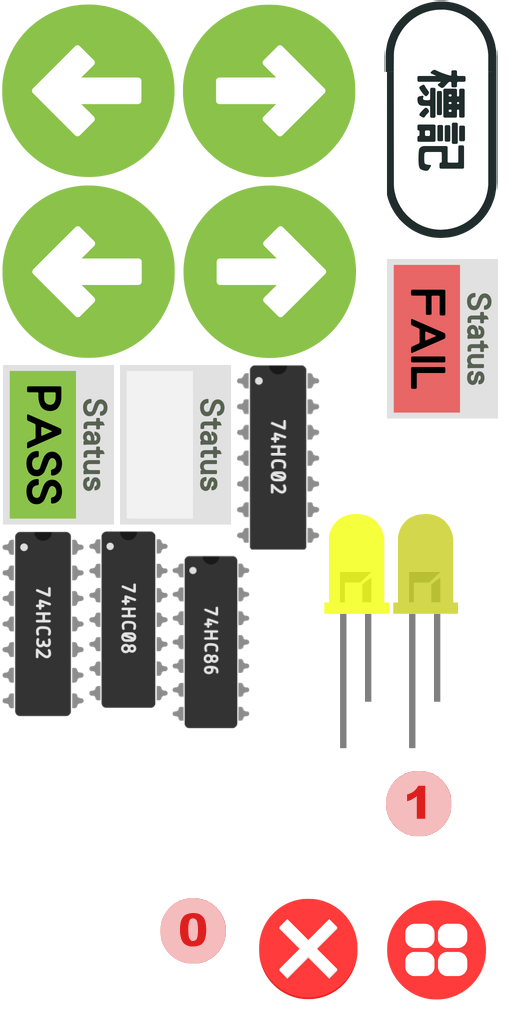 標記
Status
FAIL
Status
PASS
Status
74HC02
74HC32
74HC08
74HC86
1
0